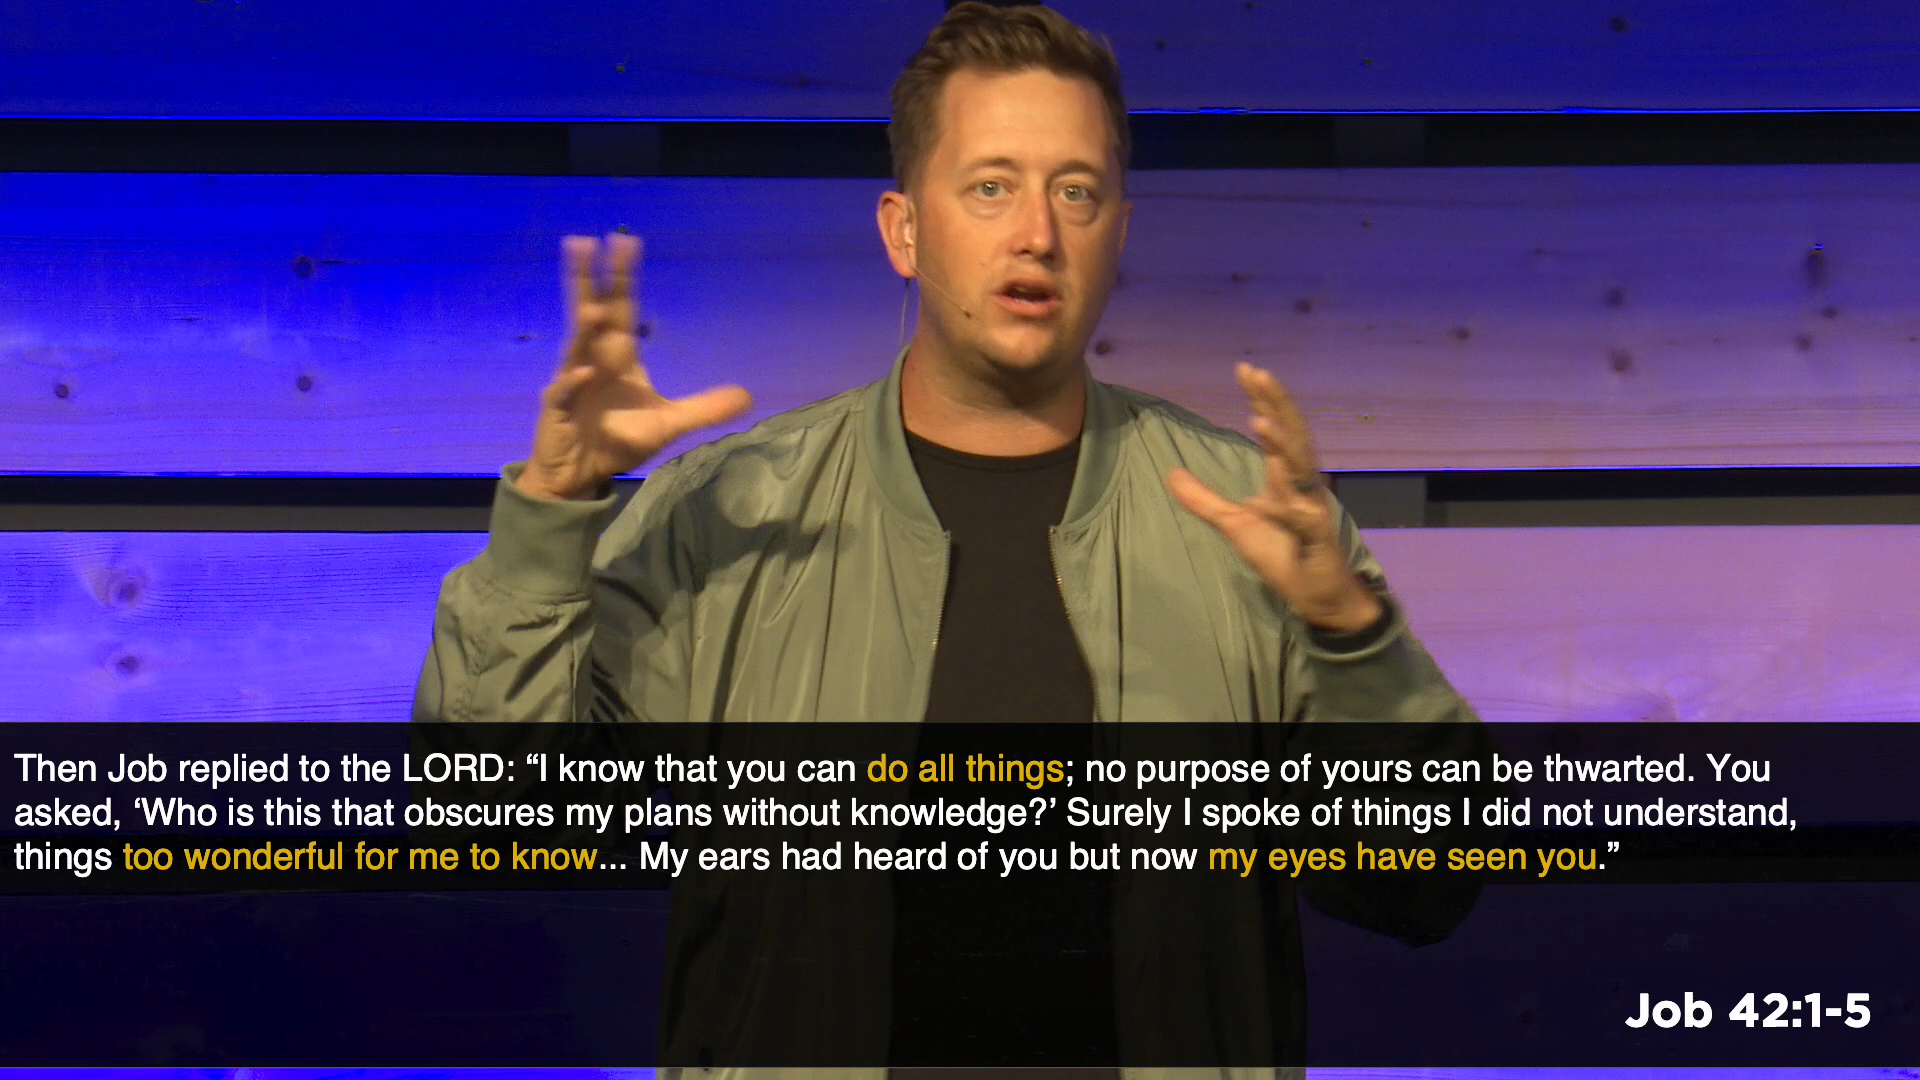 Then Job replied to the LORD: “I know that you can do all things; no purpose of yours can be thwarted. You
asked, ‘Who is this that obscures my plans without knowledge?’ Surely I spoke of things I did not understand,
things too wonderful for me to know... My ears had heard of you but now my eyes have seen you.”
Job 42:1-5